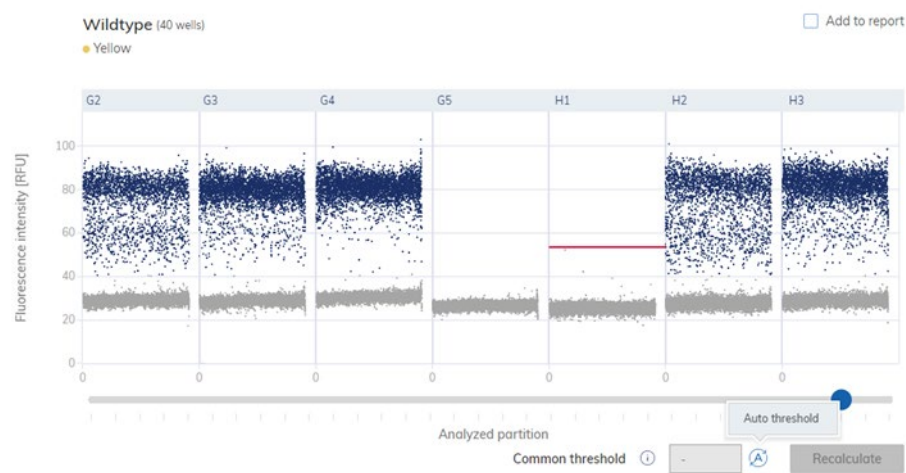 Wildtype (40 wells)
Add to report
Yellow
G2 G3 G4 G5 H1 H2 H3
Fluorescence intensity [RFU]
100
80
60
40
20
0
0 0 0 0 0 0 0
Auto threshold
Analyzed partition
Common threshold i - A Recalculate